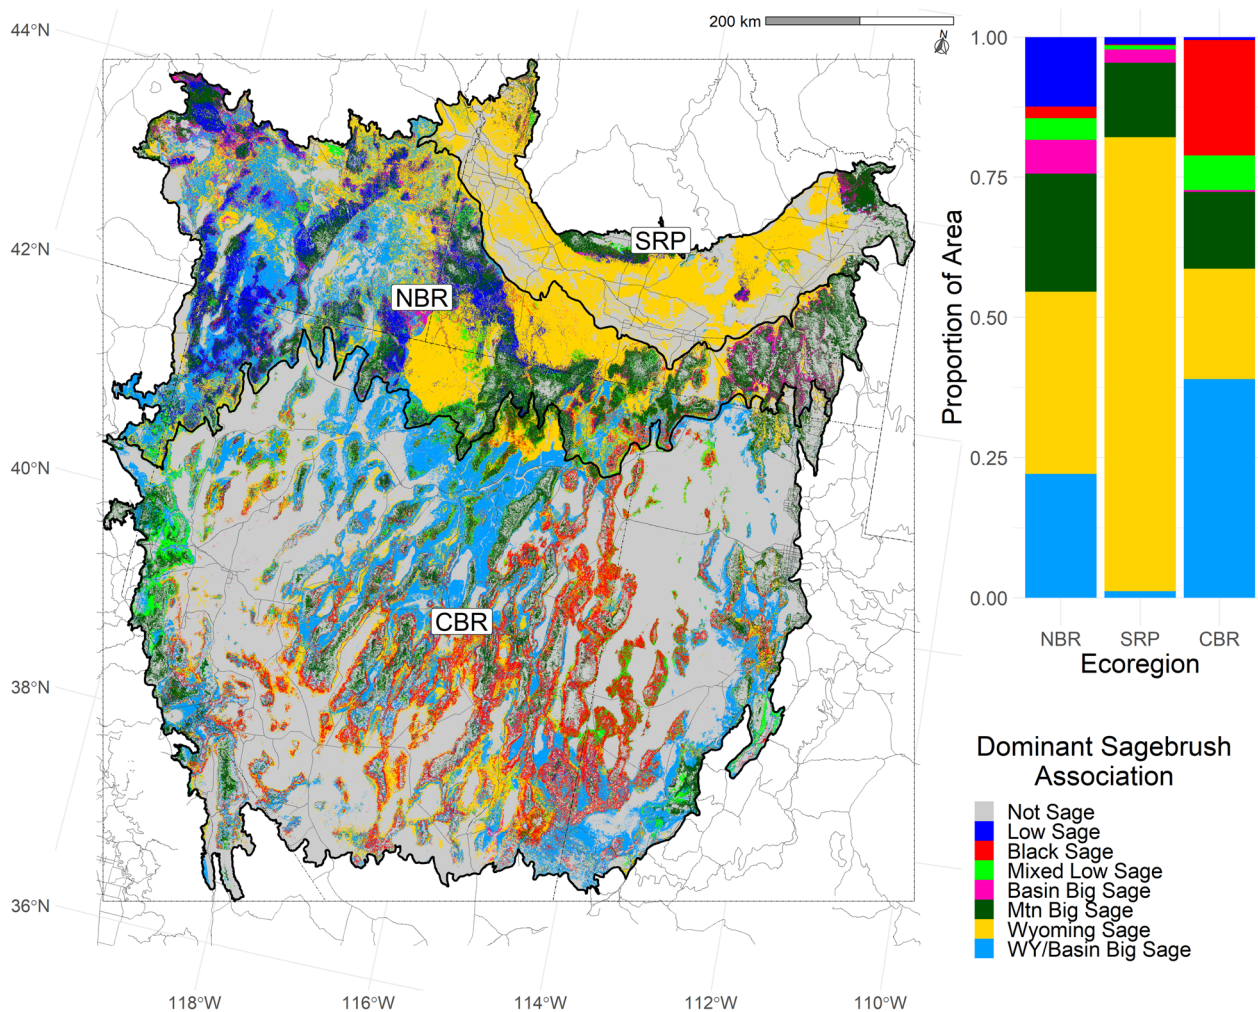 44°N
42°N
40°N
38°N
36°N
118°W
116°W
114°W
112°W
110°W
200 km
N
SRP
NBR
CBR
1.00
0.75
0.50
0.25
0.00
Proportion of Area
NBR
SRP
CBR
Ecoregion
Dominant Sagebrush
Association
Not Sage
Low Sage
Black Sage
Mixed Low Sage
Basin Big Sage
Mtn Big Sage
Wyoming Sage
WY/Basin Big Sage